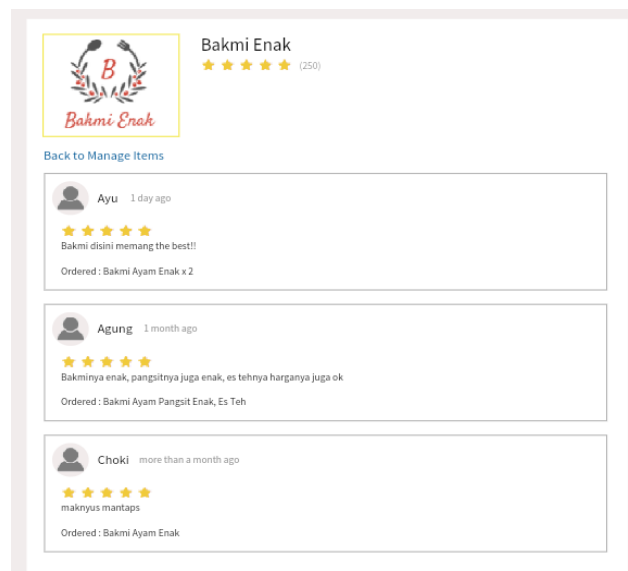 B
Bakmi Enak
Bakmi Enak
(250)
Back to Manage Items
Ayu 1 day ago
Bakmi disini memang the best!!
Ordered : Bakmi Ayam Enak x 2
Agung 1 month ago
Bakminya enak, pangsitnya juga enak, es tehnya harganya juga ok
Ordered : Bakmi Ayam Pangsit Enak, Es Teh
Choki more than a month ago
maknyus mantaps
Ordered : Bakmi Ayam Enak